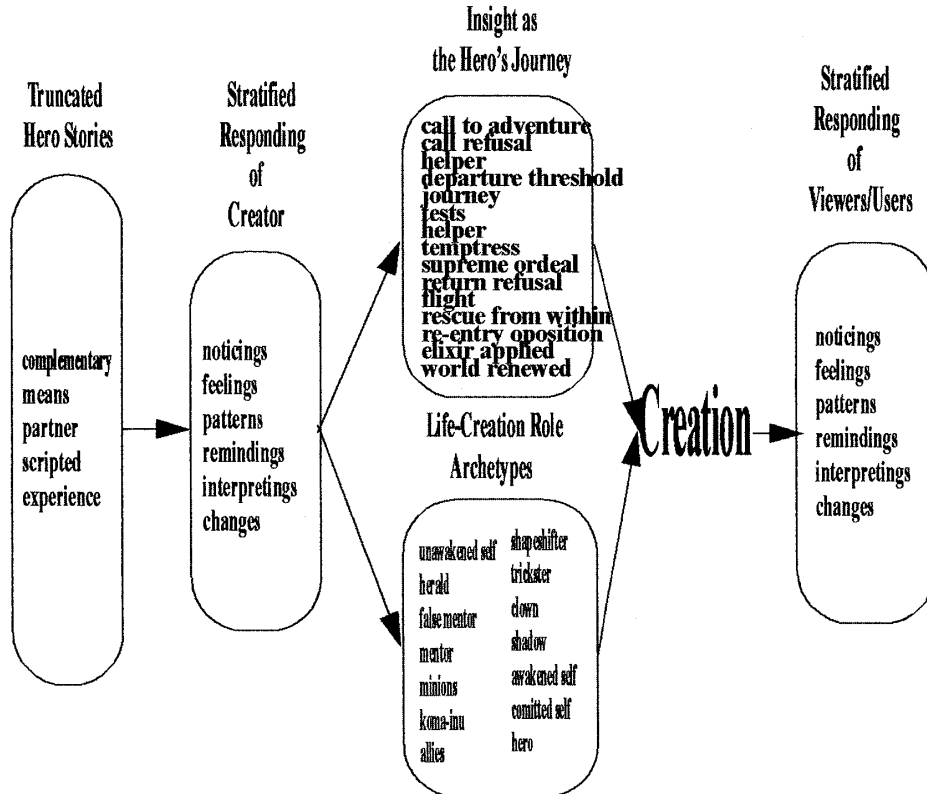 Truncated
Hero Stories
complementary
means
partner
scripted
experience
Stratified
Responding
of
Creator
noticings
feelings
patterns
remindings
interpretings
changes
Insight as
the Hero's Journey
call to adventure
call refusal
helper
departure threshold
journey
tests
helper
temptress
supreme ordeal
return refusal
flight
rescue from within
re-entry oposition
elixir applied
world renewed
Life-Creation Role
Archetypes
unawakened self
herald
false mentor
mentor
minions
koma-inu
allies
shapeshifter
trickster
clown
shadow
awakened self
comitted self
hero
Creation
Stratified
Responding
of
Viewers/Users
noticings
feelings
patterns
remindings
interpretings
changes